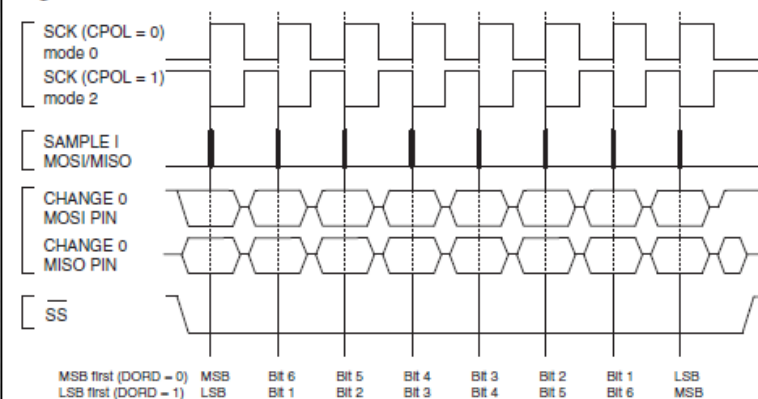 SCK (CPOL = 0)
mode 0
SCK (CPOL = 1)
mode 2
SAMPLE I
MOSI/MISO
CHANGE 0
MOSI PIN
CHANGE 0
MISO PIN
SS
MSB first (DORD = 0) MSB Bit 6 Bit 5 Bit 4 Bit 3 Bit 2 Bit 1 LSB
LSB first (DORD = 1) LSB Bit 1 Bit 2 Bit 3 Bit 4 Bit 5 Bit 6 MSB